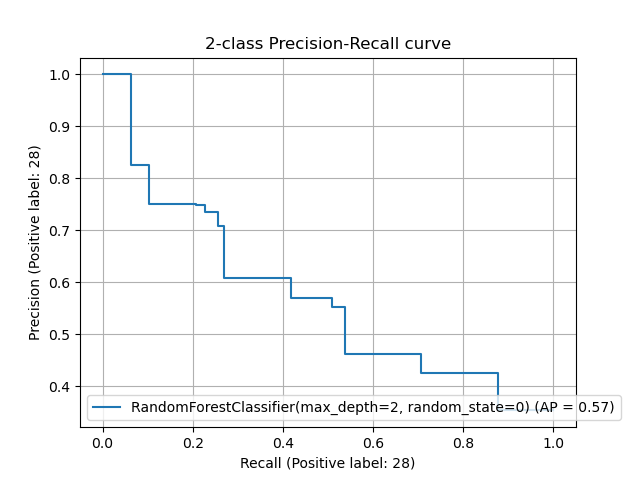 2-class Precision-Recall curve
Precision (Positive label: 28)
1.0
0.9
0.8
0.7
0.6
0.5
0.4
RandomForestClassifier(max_depth=2, random_state=0) (AP = 0.57)
0.0 0.2 0.4 0.6 0.8 1.0
Recall (Positive label: 28)